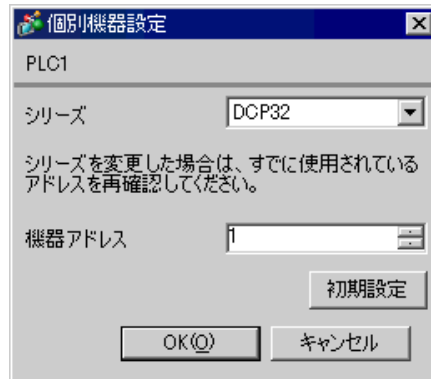 個別機器設定
PLC1
シリーズ DCP32
シリーズを変更した場合は、すでに使用されている
アドレスを再確認してください。
機器アドレス 1
初期設定
OK(O) キャンセル